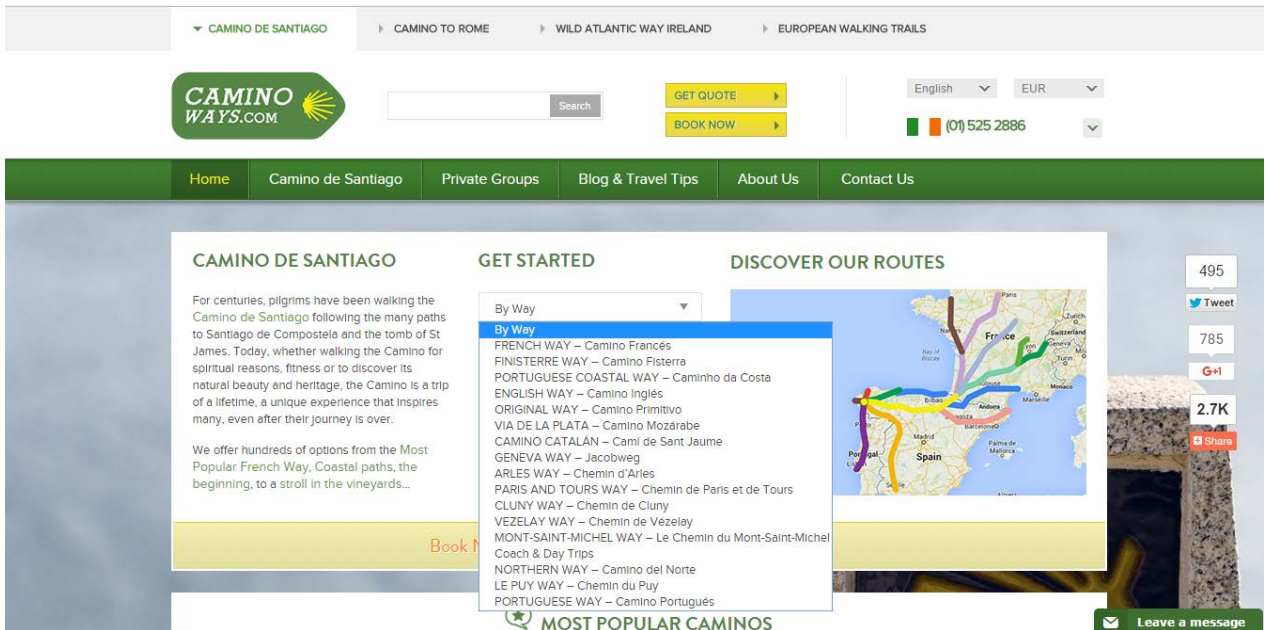 CAMINO DE SANTIAGO
CAMINO TO ROME
WILD ATLANTIC WAY IRELAND
EUROPEAN WALKING TRAILS
CAMINO
WAYS.COM
Search
GET QUOTE
BOOK NOW
English
EUR
(01) 525 2886
Home
Camino de Santiago
Private Groups
Blog & Travel Tips
About Us
Contact Us
CAMINO DE SANTIAGO
For centuries, pilgrims have been walking the
Camino de Santiago following the many paths
to Santiago de Compostela and the tomb of St
James. Today, whether walking the Camino for
spiritual reasons, fitness or to discover its
natural beauty and heritage, the Camino is a trip
of a lifetime, a unique experience that inspires
many, even after their journey is over.
We offer hundreds of options from the Most
Popular French Way, Coastal paths, the
beginning, to a stroll in the vineyards...
GET STARTED
By Way
By Way
FRENCH WAY – Camino Francés
FINISTERRE WAY – Camino Fisterra
PORTUGUESE COASTAL WAY – Caminho da Costa
ENGLISH WAY – Camino Inglés
ORIGINAL WAY – Camino Primitivo
VIA DE LA PLATA – Camino Mozárabe
CAMINO CATALÁN – Camí de Sant Jaume
GENEVA WAY – Jacobweg
ARLES WAY – Chemin d'Arles
PARIS AND TOURS WAY – Chemin de Paris et de Tours
CLUNY WAY – Chemin de Cluny
VEZELAY WAY – Chemin de Vézelay
MONT-SAINT-MICHEL WAY – Le Chemin du Mont-Saint-Michel
Coach & Day Trips
NORTHERN WAY – Camino del Norte
LE PUY WAY – Chemin du Puy
PORTUGUESE WAY – Camino Portugués
DISCOVER OUR ROUTES
Paris
Zurich
Switzerland
Geneva
Bay of
Biscay
Turin
Monaco
Marseille
Bilbao
Andorra
Barcelona
Madrid
Spain
Palma de
Mallorca
Book
MOST POPULAR CAMINOS
495
Tweet
785
G+1
2.7K
Share
Leave a message